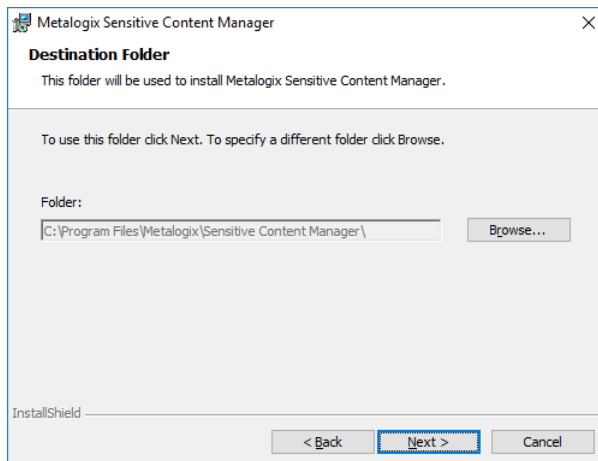 Metalogix Sensitive Content Manager
Destination Folder
This folder will be used to install Metalogix Sensitive Content Manager.
To use this folder click Next. To specify a different folder click Browse.
Folder:
C:\Program Files\Metalogix\Sensitive Content Manager\
Browse...
InstallShield
< Back
Next >
Cancel